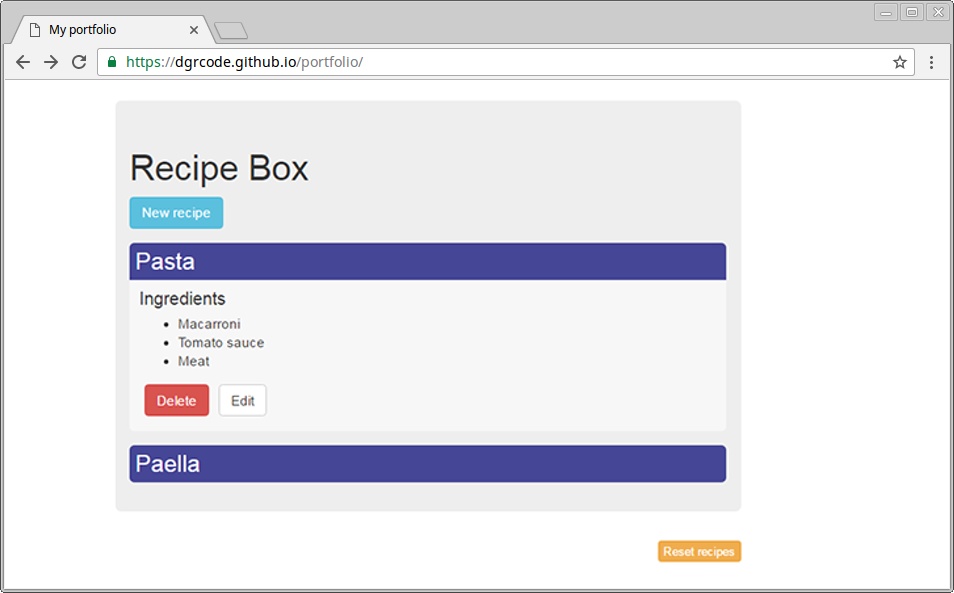 My portfolio
https://dgrcode.github.io/portfolio/
Recipe Box
New recipe
Pasta
Ingredients
Macarroni
Tomato sauce
Meat
Delete Edit
Paella
Reset recipes